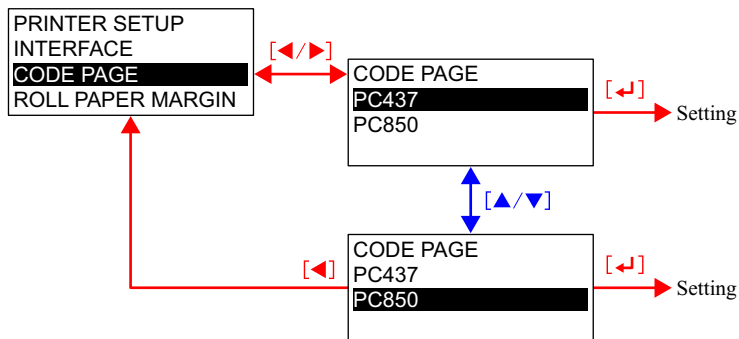 PRINTER SETUP
INTERFACE
CODE PAGE
ROLL PAPER MARGIN
[◀/▶]
CODE PAGE
PC437
PC850
[↵]
Setting
[▲/▼]
CODE PAGE
PC437
PC850
[◀]
[↵]
Setting